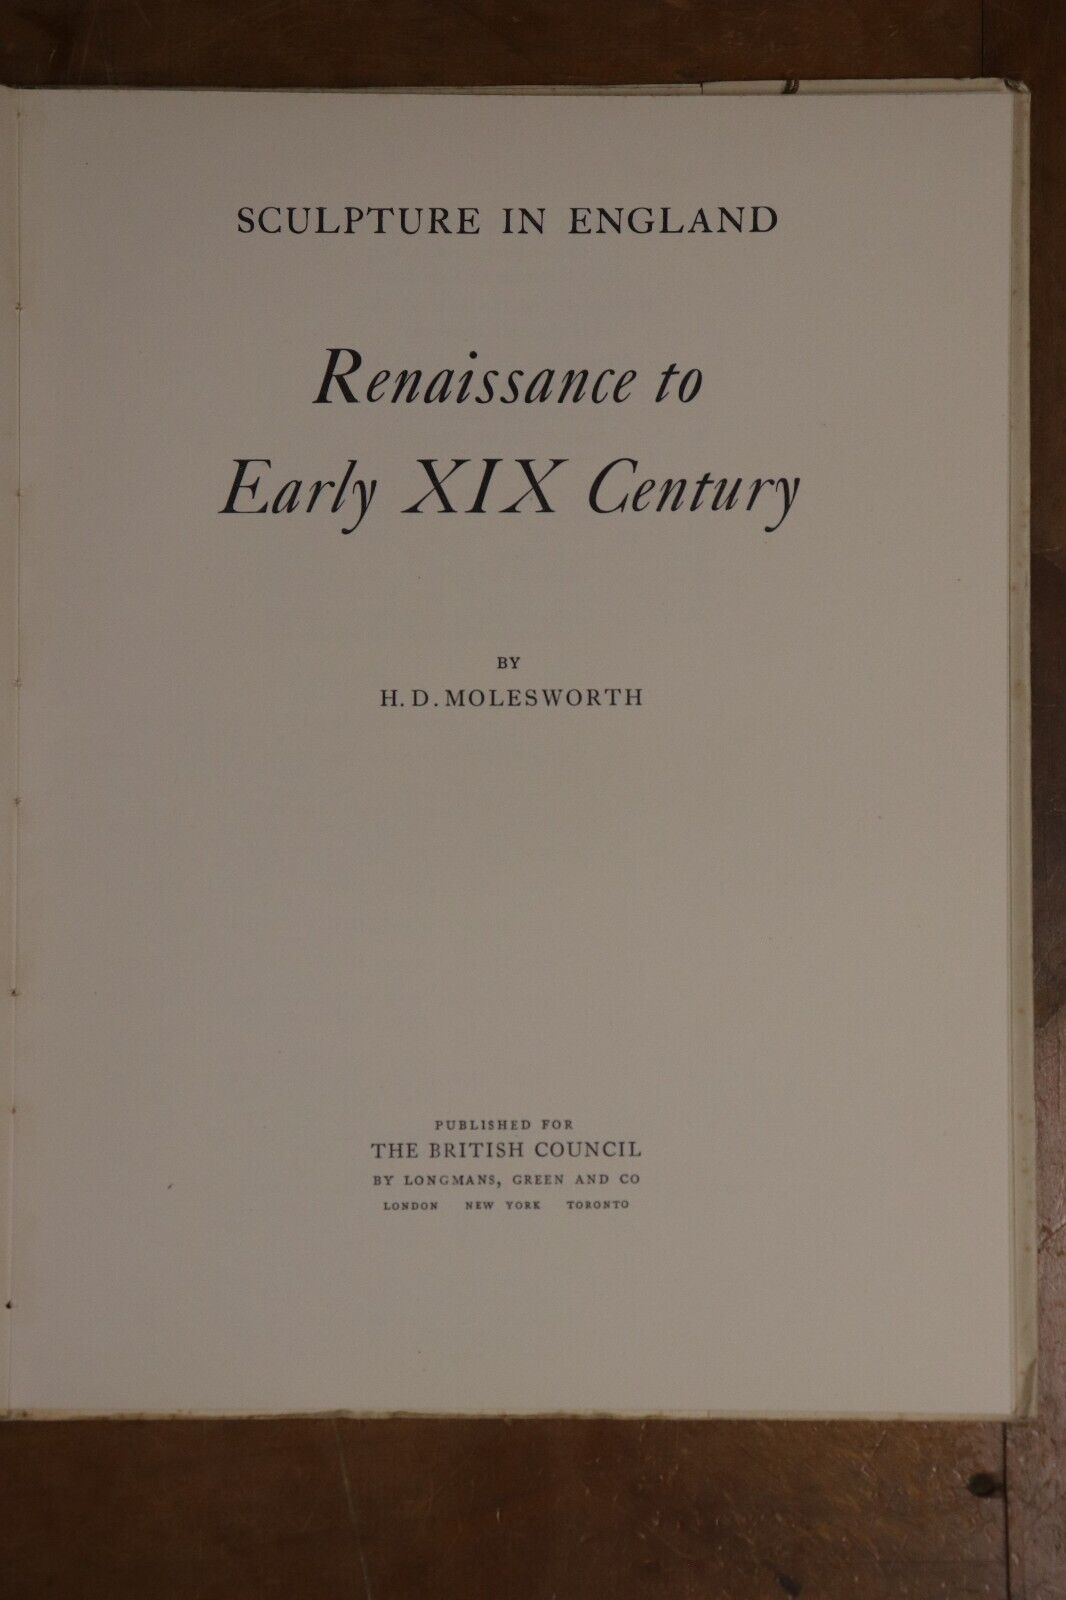 SCULPTURE IN ENGLAND
Renaissance to
Early XIX Century
BY
H. D. MOLESWORTH
PUBLISHED FOR
THE BRITISH COUNCIL
BY LONGMANS, GREEN AND CO
LONDON NEW YORK TORONTO